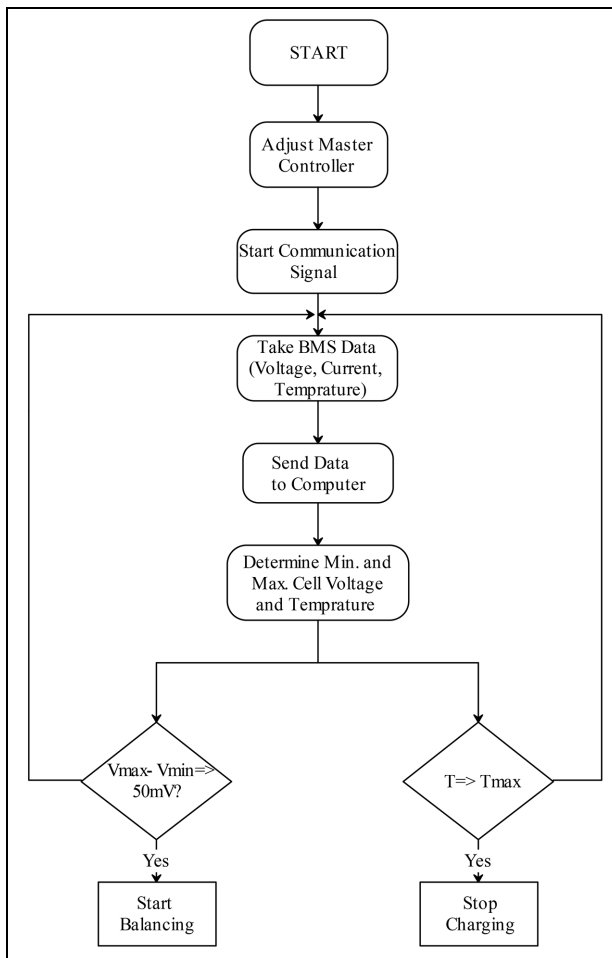 START
Adjust Master
Controller
Start Communication
Signal
Take BMS Data
(Voltage, Current,
Temprature)
Send Data
to Computer
Determine Min. and
Max. Cell Voltage
and Temprature
Vmax- Vmin=>
50mV?
T=> Tmax
Yes
Yes
Start
Balancing
Stop
Charging